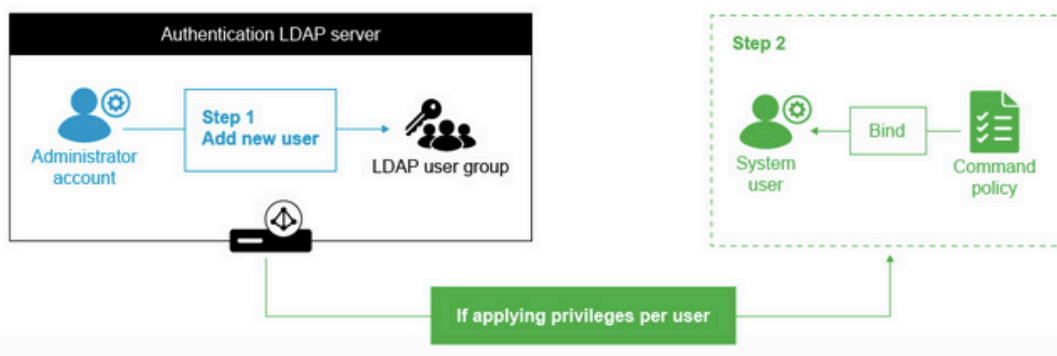 Authentication LDAP server
Step 1
Add new user
Administrator
account
LDAP user group
Step 2
System
user
Bind
Command
policy
If applying privileges per user